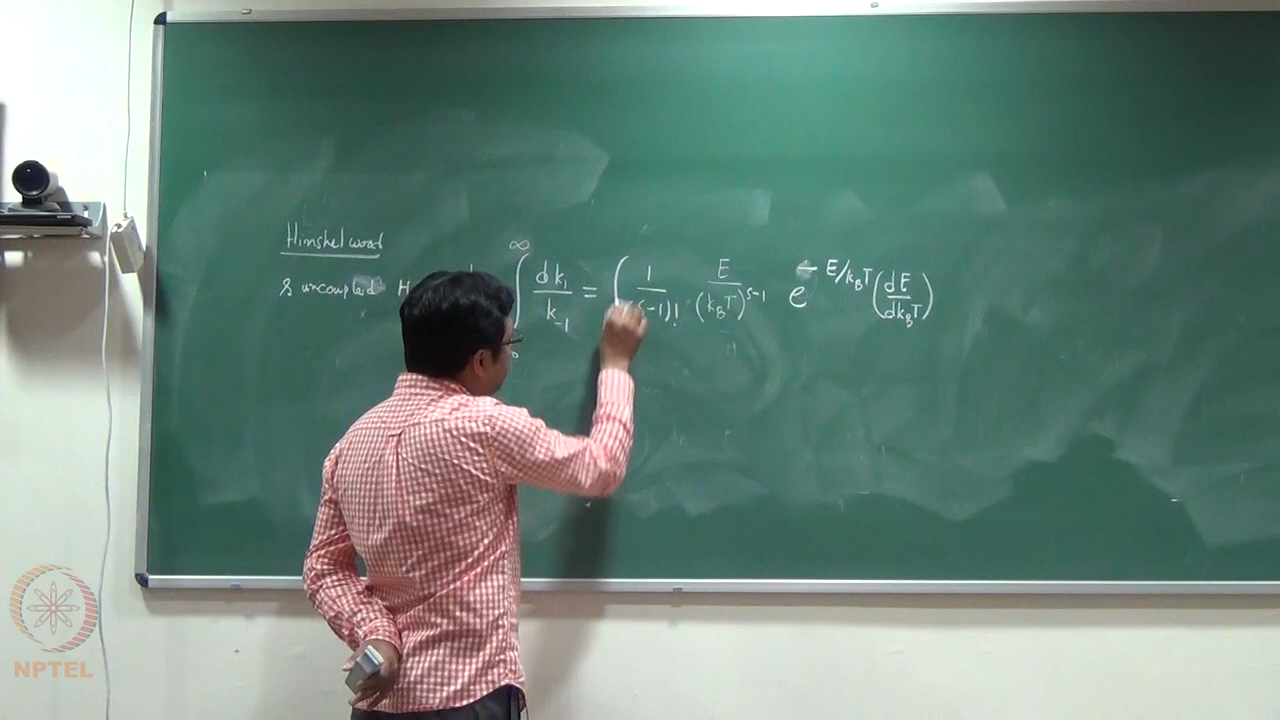 Hinshelwood
s uncoupled H
∞ ∫ dk₁/k₋₁ = ∫ 1/(s-1)! · E/(k_BT)^{s-1} e^{-E/k_BT} (dE/dk_BT)
NPTEL